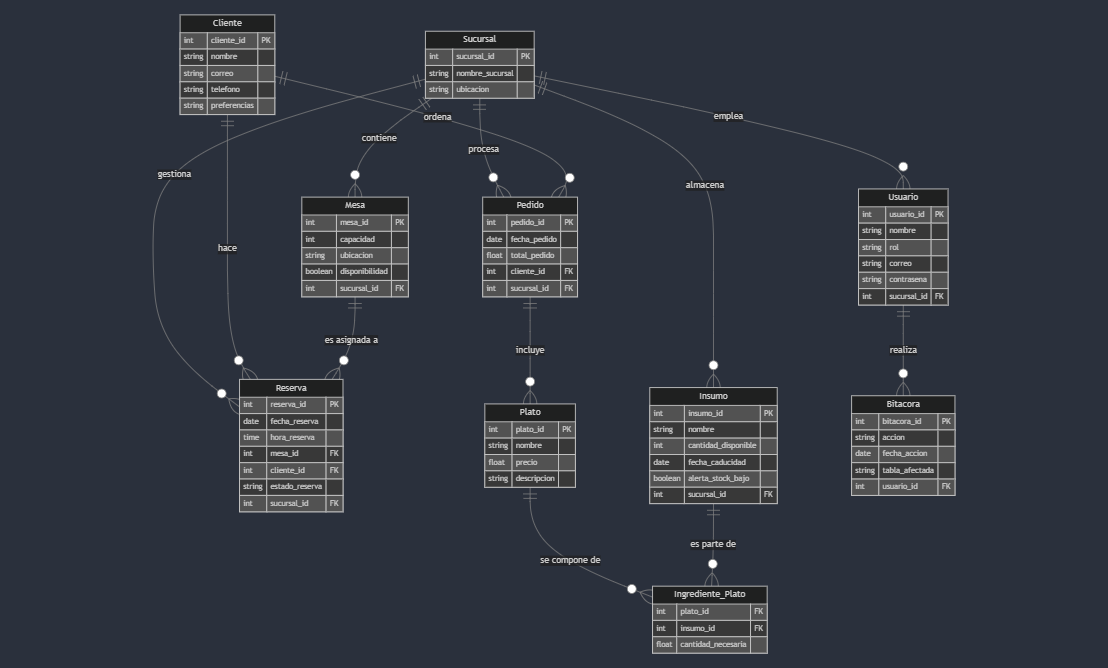 Cliente
int cliente_id PK
string nombre
string correo
string telefono
string preferencias
Sucursal
int sucursal_id PK
string nombre_sucursal
string ubicacion
ordena
emplea
contiene
procesa
gestiona
almacena
hace
Mesa
int mesa_id PK
int capacidad
string ubicacion
boolean disponibilidad
int sucursal_id FK
Pedido
int pedido_id PK
date fecha_pedido
float total_pedido
int cliente_id FK
int sucursal_id FK
Usuario
int usuario_id PK
string nombre
string rol
string correo
string contrasena
int sucursal_id FK
es asignada a
incluye
realiza
Reserva
int reserva_id PK
date fecha_reserva
time hora_reserva
int mesa_id FK
int cliente_id FK
string estado_reserva
int sucursal_id FK
Plato
int plato_id PK
string nombre
float precio
string descripcion
Insumo
int insumo_id PK
string nombre
int cantidad_disponible
date fecha_caducidad
boolean alerta_stock_bajo
int sucursal_id FK
Bitacora
int bitacora_id PK
string accion
date fecha_accion
string tabla_afectada
int usuario_id FK
se compone de
es parte de
Ingrediente_Plato
int plato_id FK
int insumo_id FK
float cantidad_necesaria